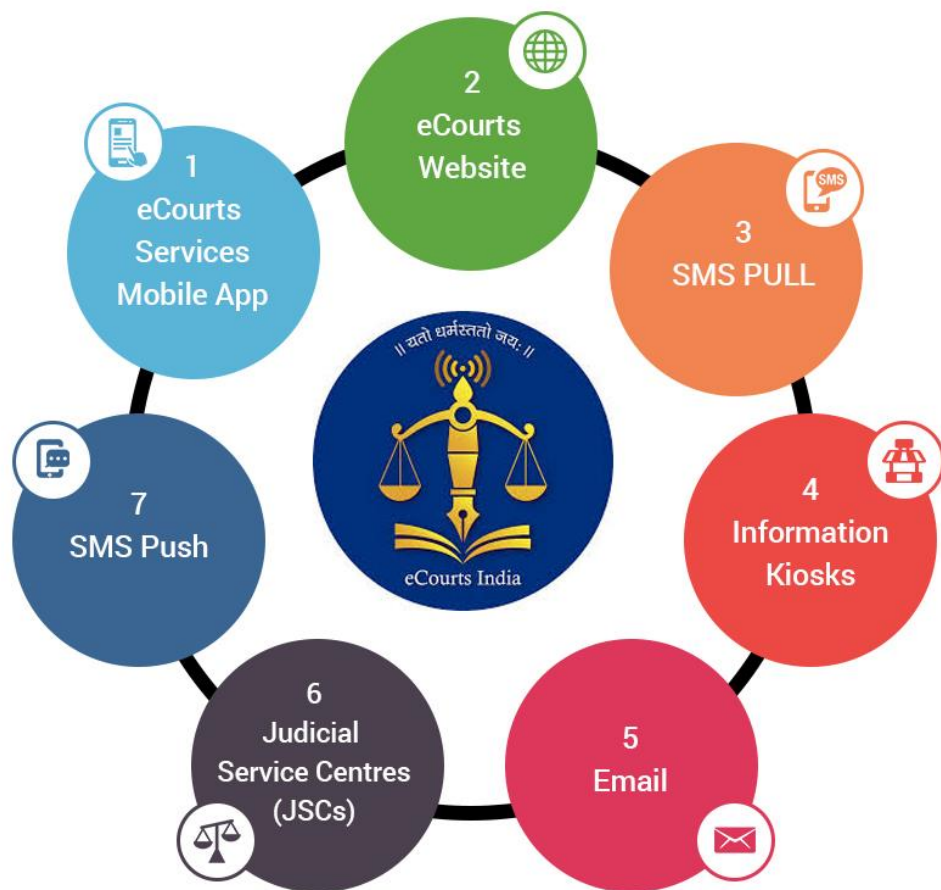 1
eCourts
Services
Mobile App
2
eCourts
Website
3
SMS PULL
SMS
4
Information
Kiosks
5
Email
6
Judicial
Service Centres
(JSCs)
7
SMS Push
॥ यतो धर्मस्ततो जय: ॥
eCourts India